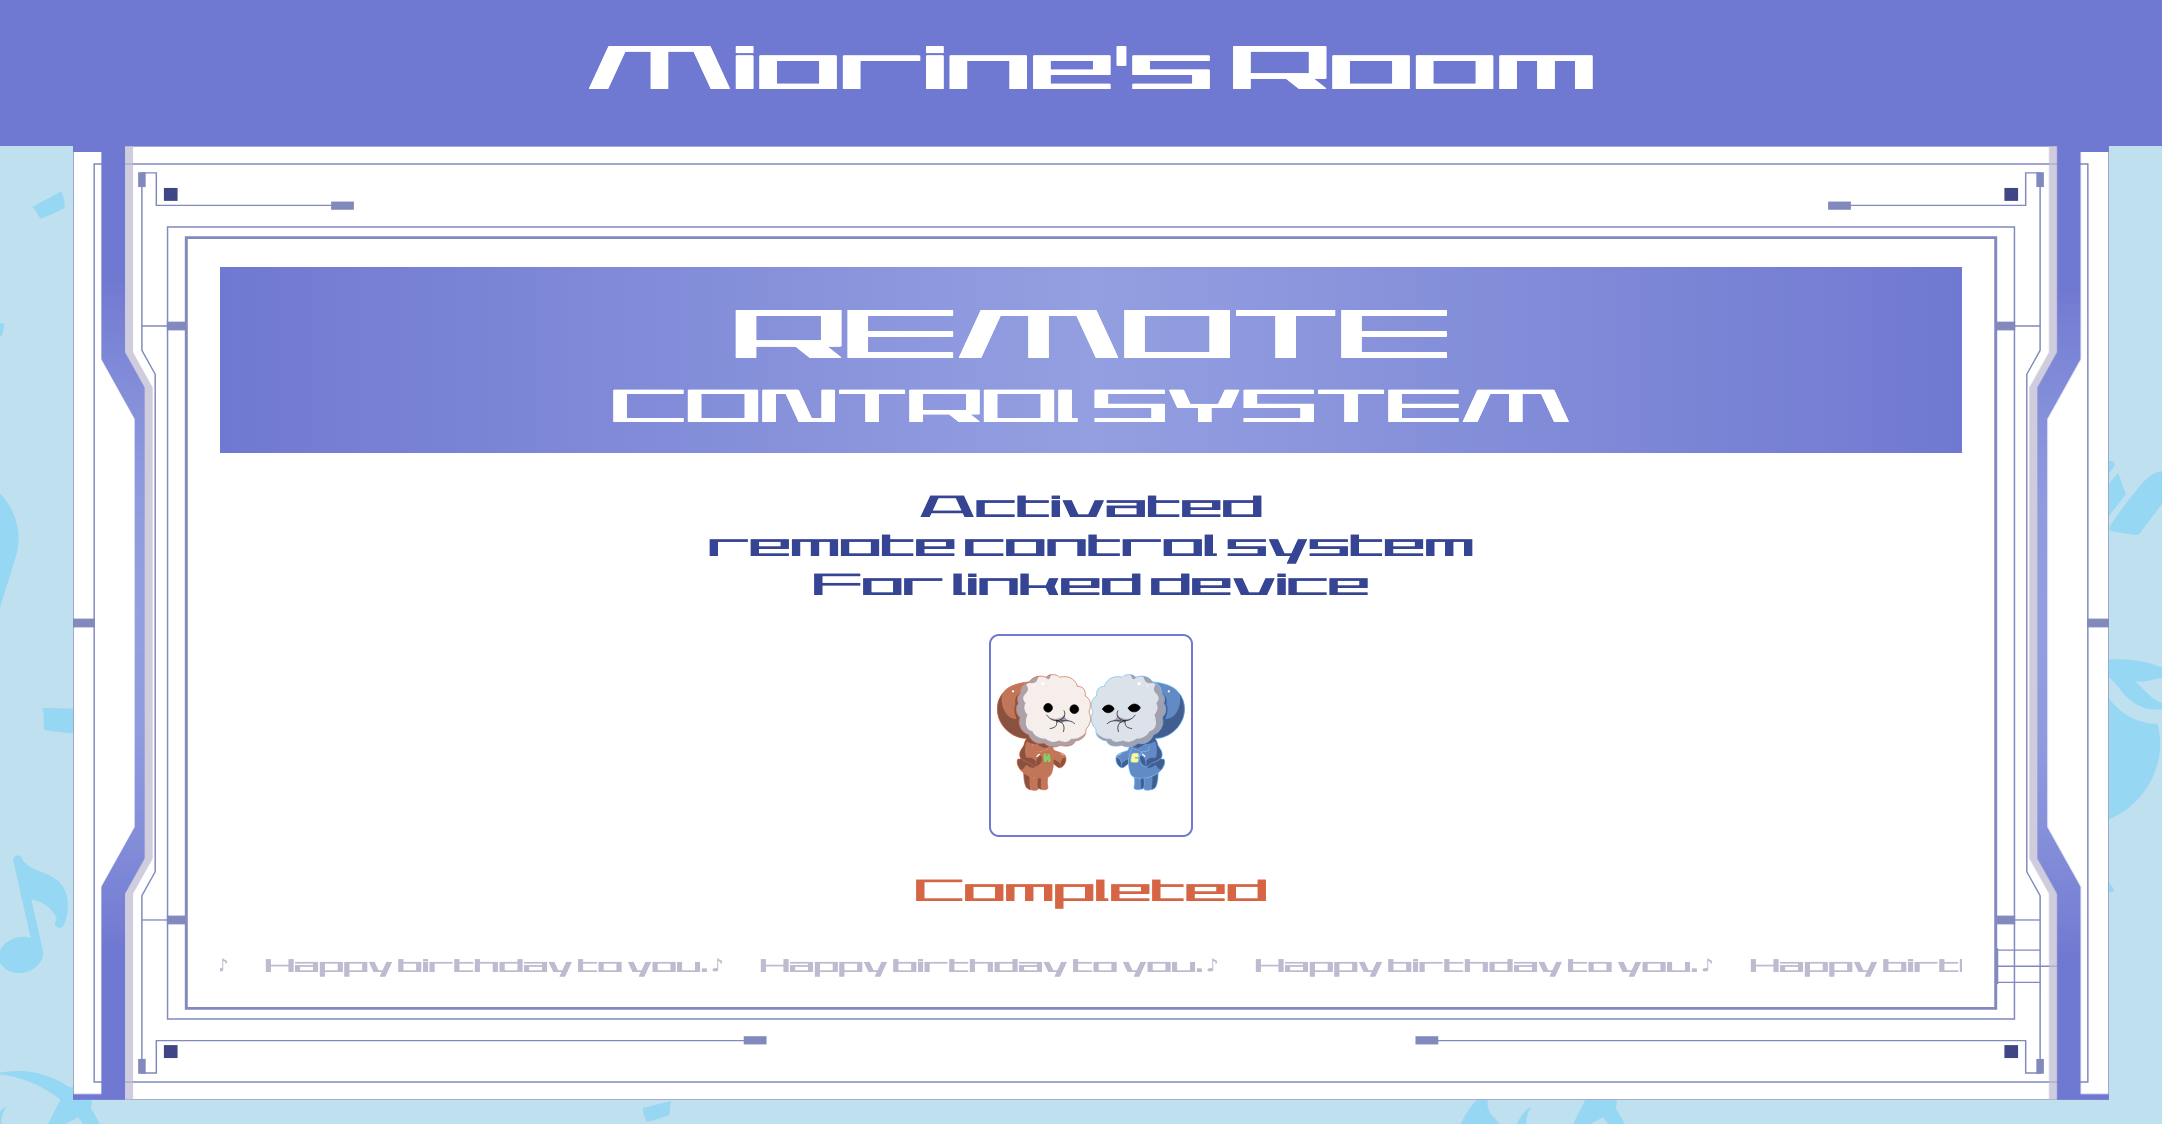 Miorine's Room
REMOTE
CONTROl SYSTEM
Activated
remote control system
For linked device
H C
Completed
♪ Happy birthday to you.♪ Happy birthday to you.♪ Happy birthday to you.♪ Happy birt